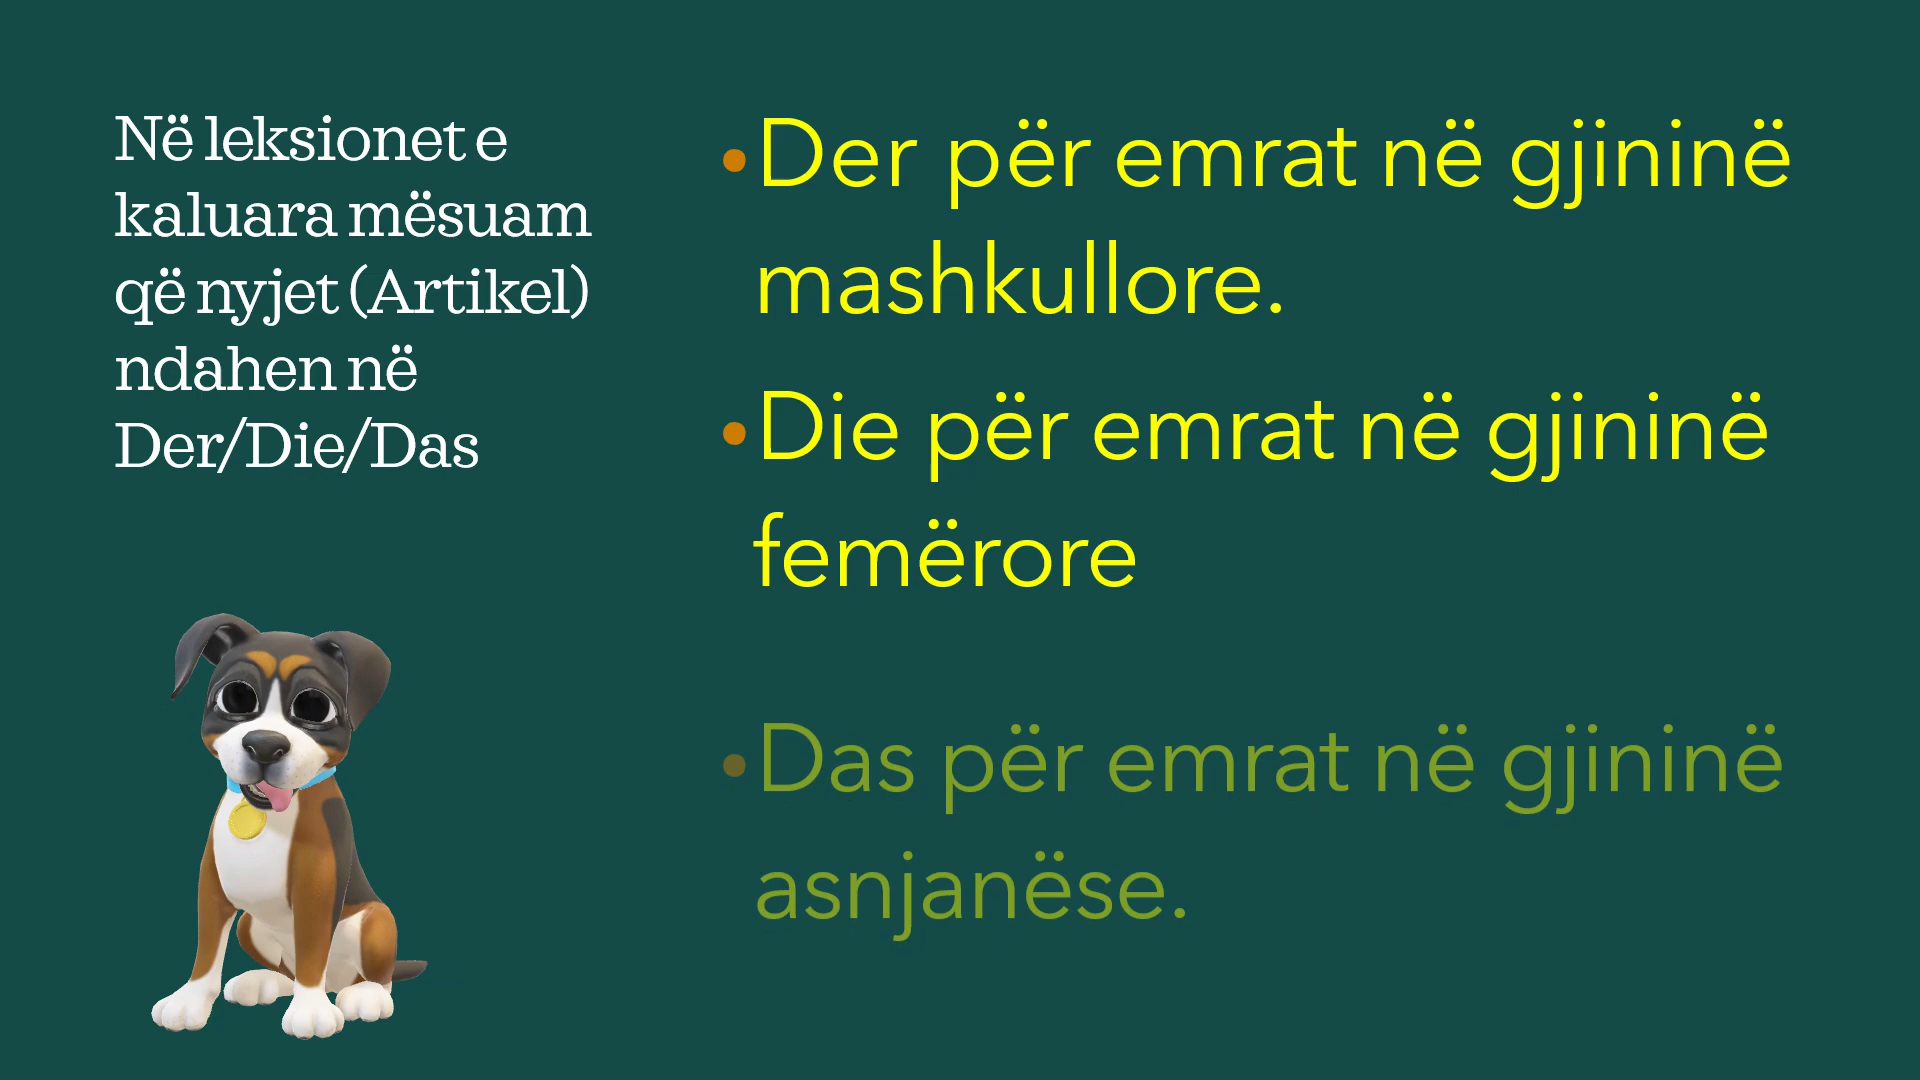 Në leksionet e
kaluara mësuam
që nyjet (Artikel)
ndahen në
Der/Die/Das
•Der për emrat në gjininë
mashkullore.
•Die për emrat në gjininë
femërore
•Das për emrat në gjininë
asnjanëse.